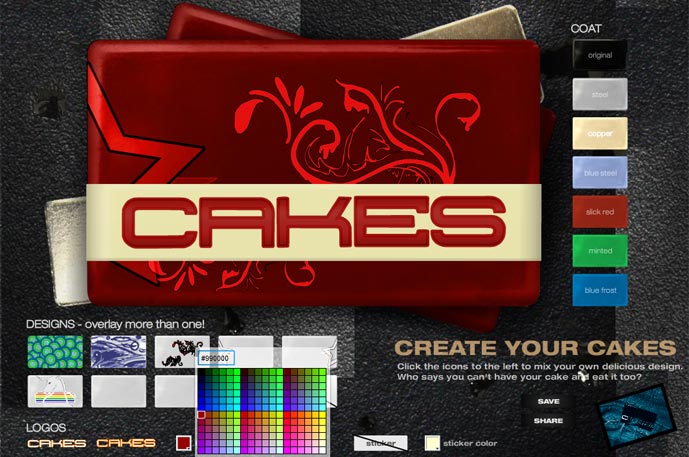 COAT
original
steel
copper
blue steel
slick red
minted
blue frost
CAKES
DESIGNS - overlay more than one!
#990000
LOGOS
CAKES CAKES
CREATE YOUR CAKES
Click the icons to the left to mix your own delicious design.
Who says you can't have your cake and eat it too?
SAVE
SHARE
sticker
sticker color